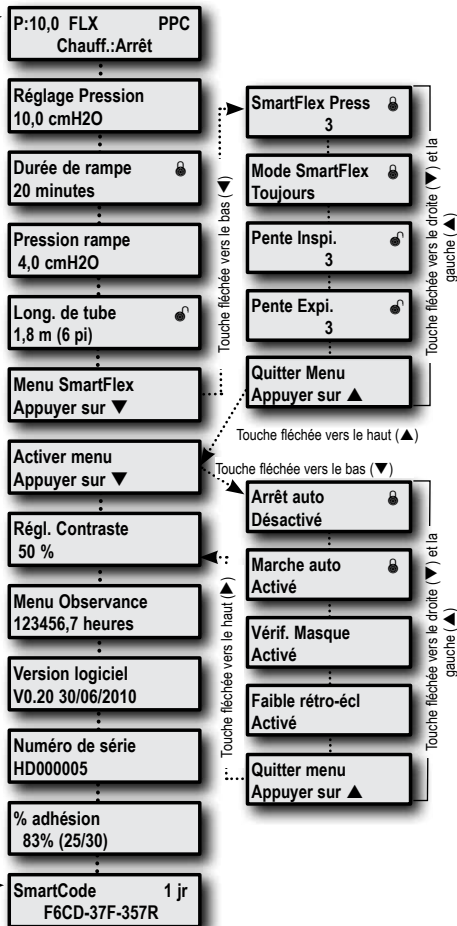 P:10,0 FLX PPC
Chauff.:Arrêt
Réglage Pression
10,0 cmH2O
Durée de rampe
20 minutes
Pression rampe
4,0 cmH2O
Long. de tube
1,8 m (6 pi)
Menu SmartFlex
Appuyer sur ▼
Activer menu
Appuyer sur ▼
Régl. Contraste
50 %
Menu Observance
123456,7 heures
Version logiciel
V0.20 30/06/2010
Numéro de série
HD000005
% adhésion
83% (25/30)
SmartCode 1 jr
F6CD-37F-357R
Touche fléchée vers le bas (▼)
SmartFlex Press
3
Mode SmartFlex
Toujours
Pente Inspi.
3
Pente Expi.
3
Quitter Menu
Appuyer sur ▲
Touche fléchée vers le droite (▼) et la
gauche (▲)
Touche fléchée vers le haut (▲)
Touche fléchée vers le bas (▼)
Arrêt auto
Désactivé
Marche auto
Activé
Vérif. Masque
Activé
Faible rétro-écl
Activé
Quitter menu
Appuyer sur ▲
Touche fléchée vers le haut (▲)
Touche fléchée vers le droite (▼) et la
gauche (▲)